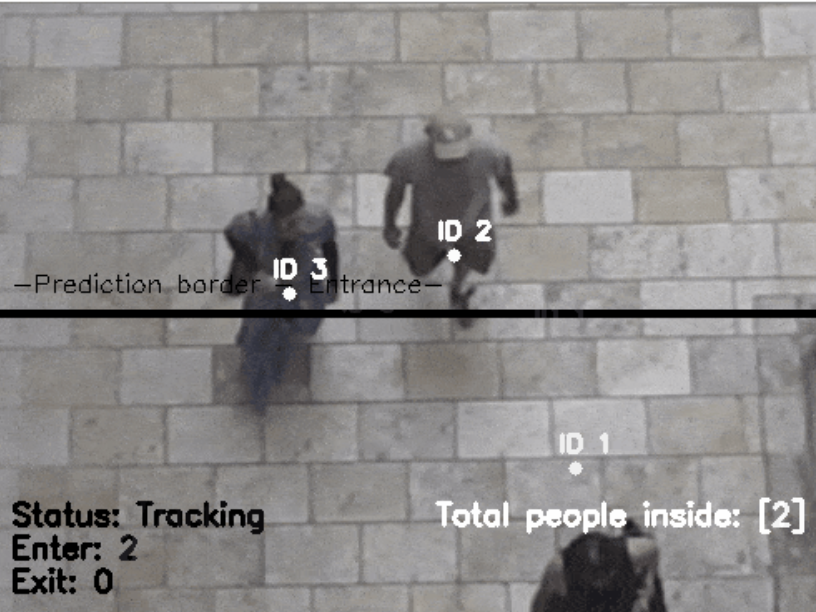 ID 2
ID 3
-Prediction border - Entrance-
ID 1
Status: Tracking
Total people inside: [2]
Enter: 2
Exit: 0